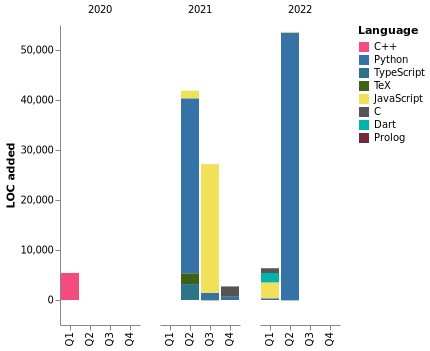 2020 2021 2022
Language
C++
Python
TypeScript
TeX
JavaScript
C
Dart
Prolog
LOC added
50,000
40,000
30,000
20,000
10,000
0
Q1 Q2 Q3 Q4 Q1 Q2 Q3 Q4 Q1 Q2 Q3 Q4